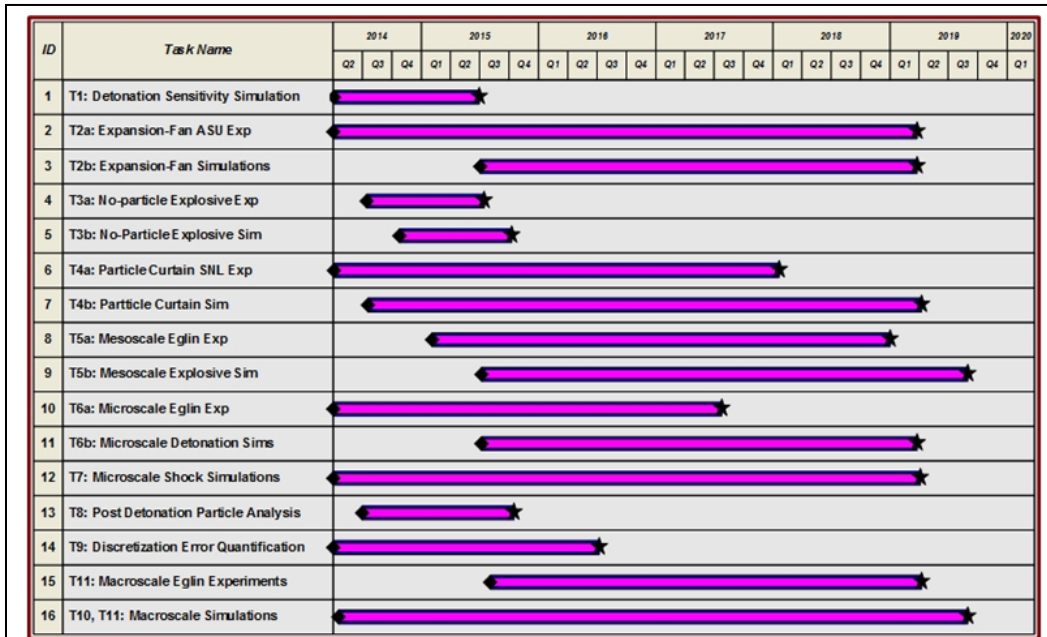 ID Task Name 2014 2015 2016 2017 2018 2019 2020
Q2 Q3 Q4 Q1 Q2 Q3 Q4 Q1 Q2 Q3 Q4 Q1 Q2 Q3 Q4 Q1 Q2 Q3 Q4 Q1 Q2 Q3 Q4 Q1
1 T1: Detonation Sensitivity Simulation
2 T2a: Expansion-Fan ASU Exp
3 T2b: Expansion-Fan Simulations
4 T3a: No-particle Explosive Exp
5 T3b: No-Particle Explosive Sim
6 T4a: Particle Curtain SNL Exp
7 T4b: Partticle Curtain Sim
8 T5a: Mesoscale Eglin Exp
9 T5b: Mesoscale Explosive Sim
10 T6a: Microscale Eglin Exp
11 T6b: Microscale Detonation Sims
12 T7: Microscale Shock Simulations
13 T8: Post Detonation Particle Analysis
14 T9: Discretization Error Quantification
15 T11: Macroscale Eglin Experiments
16 T10, T11: Macroscale Simulations